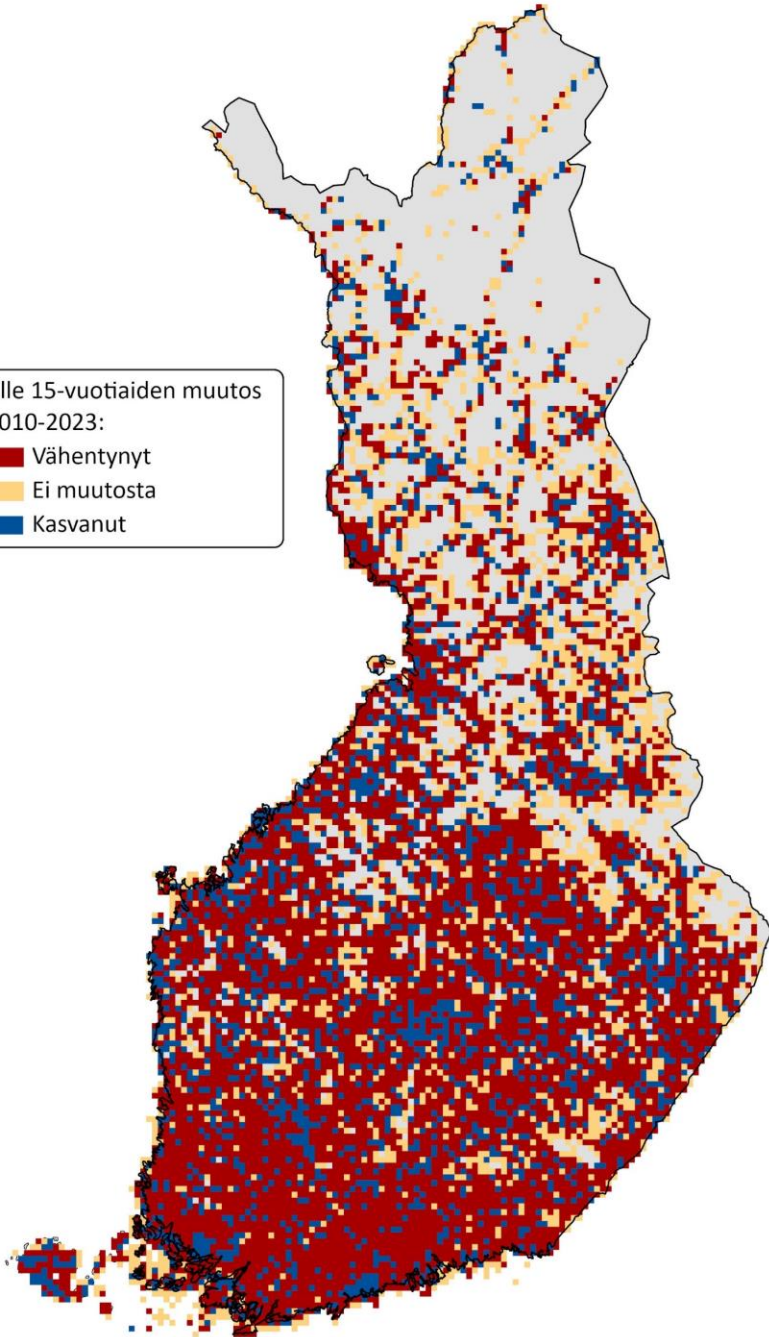 lle 15-vuotiaiden muutos
010-2023:
Vähentynyt
Ei muutosta
Kasvanut